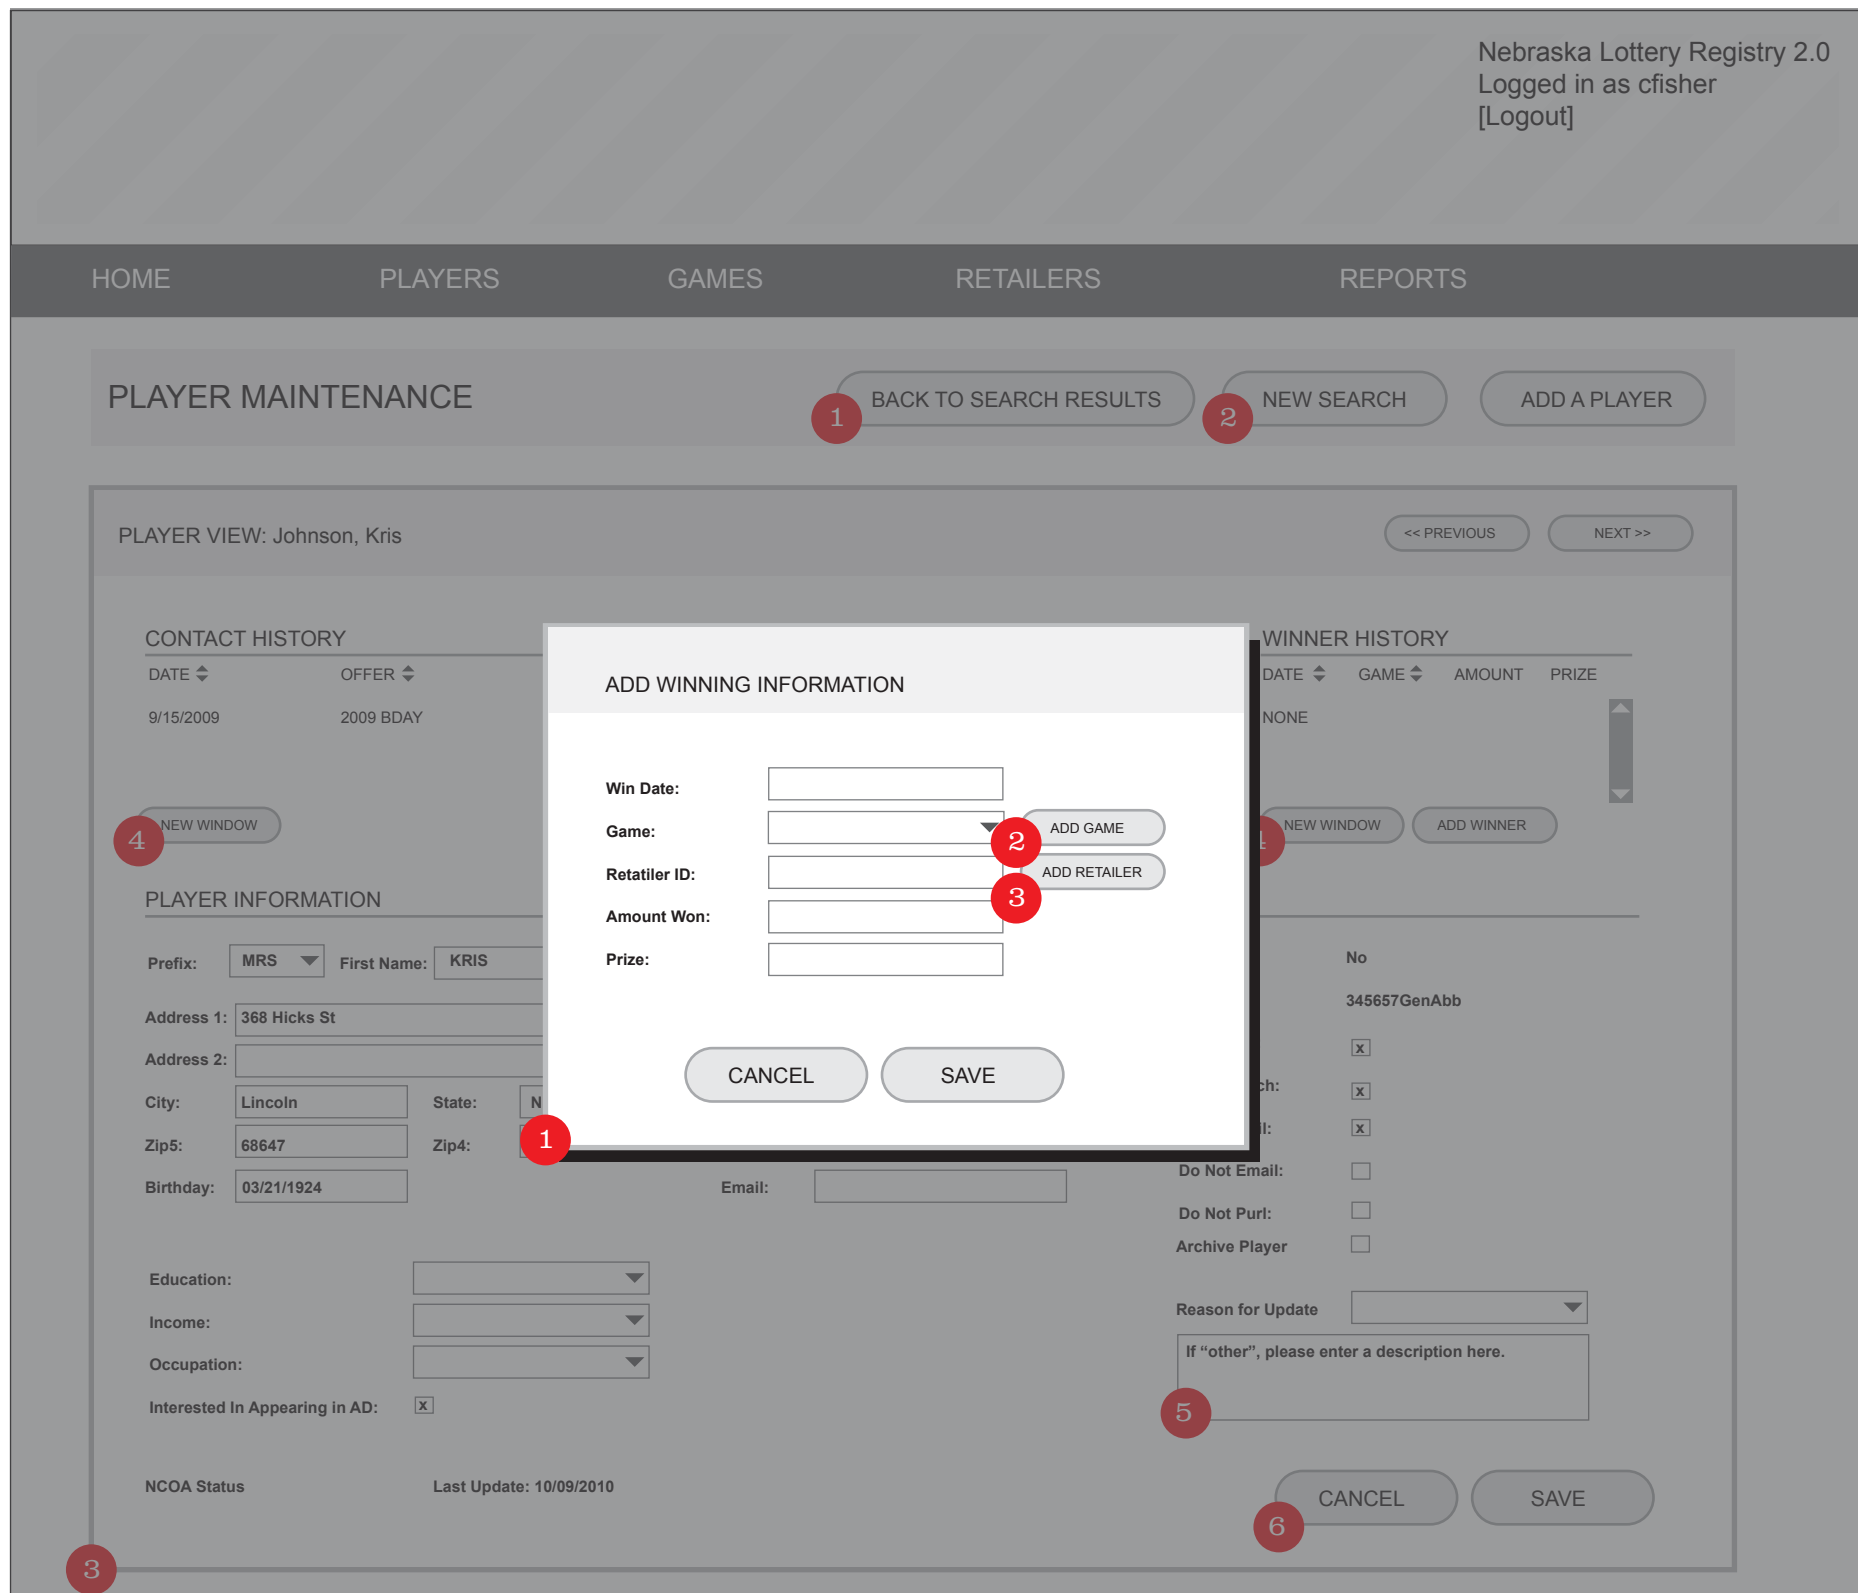 Nebraska Lottery Registry 2.0
Logged in as cfisher
[Logout]
HOME PLAYERS GAMES RETAILERS REPORTS
PLAYER MAINTENANCE
1 BACK TO SEARCH RESULTS
2 NEW SEARCH
ADD A PLAYER
PLAYER VIEW: Johnson, Kris
<< PREVIOUS NEXT >>
CONTACT HISTORY
DATE OFFER
9/15/2009 2009 BDAY
4 NEW WINDOW
WINNER HISTORY
DATE GAME AMOUNT PRIZE
NONE
NEW WINDOW ADD WINNER
ADD WINNING INFORMATION
Win Date:
Game:
2 ADD GAME
Retatiler ID:
3 ADD RETAILER
Amount Won:
Prize:
CANCEL SAVE
1
PLAYER INFORMATION
Prefix: MRS First Name: KRIS
Address 1: 368 Hicks St
Address 2:
City: Lincoln State: N
Zip5: 68647 Zip4:
Birthday: 03/21/1924 Email:
No
345657GenAbb
x
ch: x
l: x
Do Not Email:
Do Not Purl:
Archive Player
Education:
Income:
Occupation:
Interested In Appearing in AD: x
Reason for Update
If “other”, please enter a description here.
5
NCOA Status Last Update: 10/09/2010
6 CANCEL SAVE
3